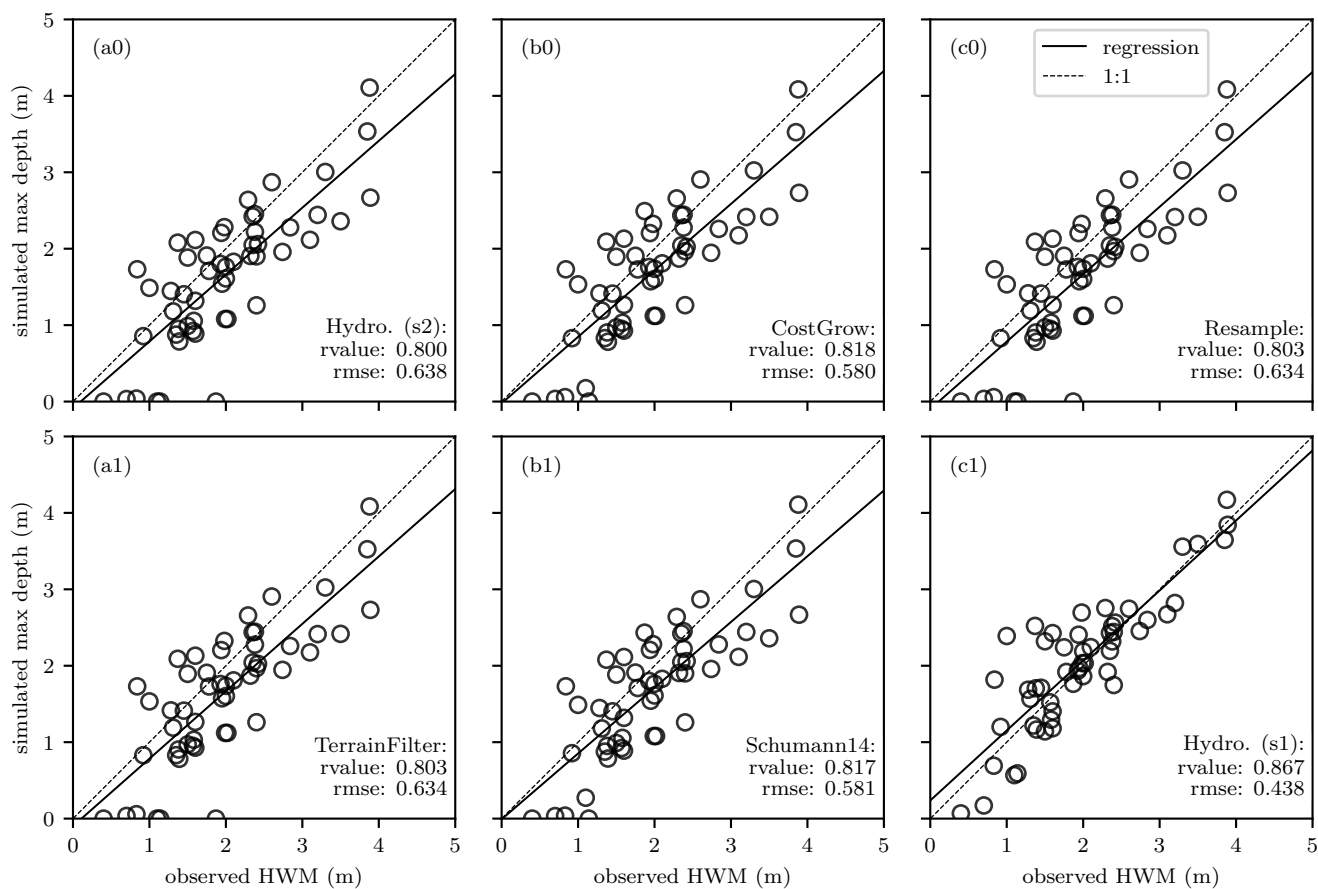 (a0)
Hydro. (s2):
rvalue: 0.800
rmse: 0.638
simulated max depth (m)
5
4
3
2
1
0
(b0)
CostGrow:
rvalue: 0.818
rmse: 0.580
(c0)
regression
1:1
Resample:
rvalue: 0.803
rmse: 0.634
(a1)
TerrainFilter:
rvalue: 0.803
rmse: 0.634
simulated max depth (m)
5
4
3
2
1
0
0 1 2 3 4 5
observed HWM (m)
(b1)
Schumann14:
rvalue: 0.817
rmse: 0.581
0 1 2 3 4 5
observed HWM (m)
(c1)
Hydro. (s1):
rvalue: 0.867
rmse: 0.438
0 1 2 3 4 5
observed HWM (m)